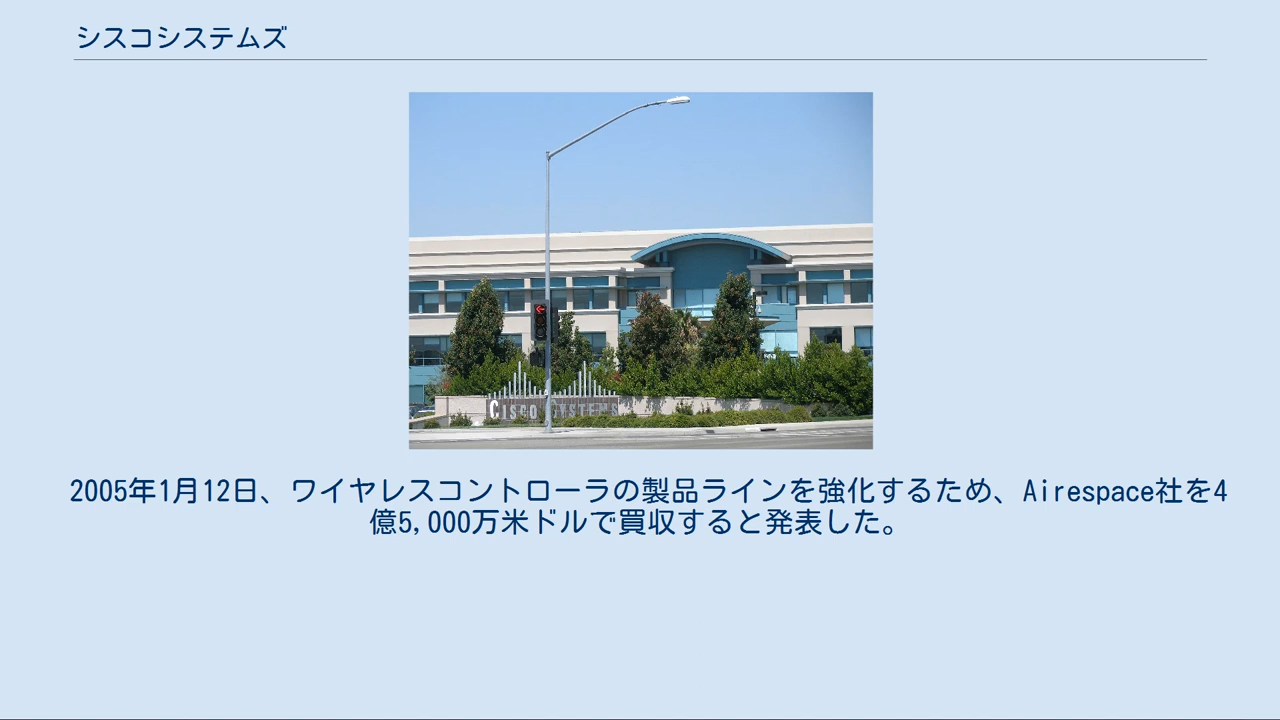 シスコシステムズ
CISCO SYSTEMS
2005年1月12日、ワイヤレスコントローラの製品ラインを強化するため、Airespace社を4
億5,000万米ドルで買収すると発表した。